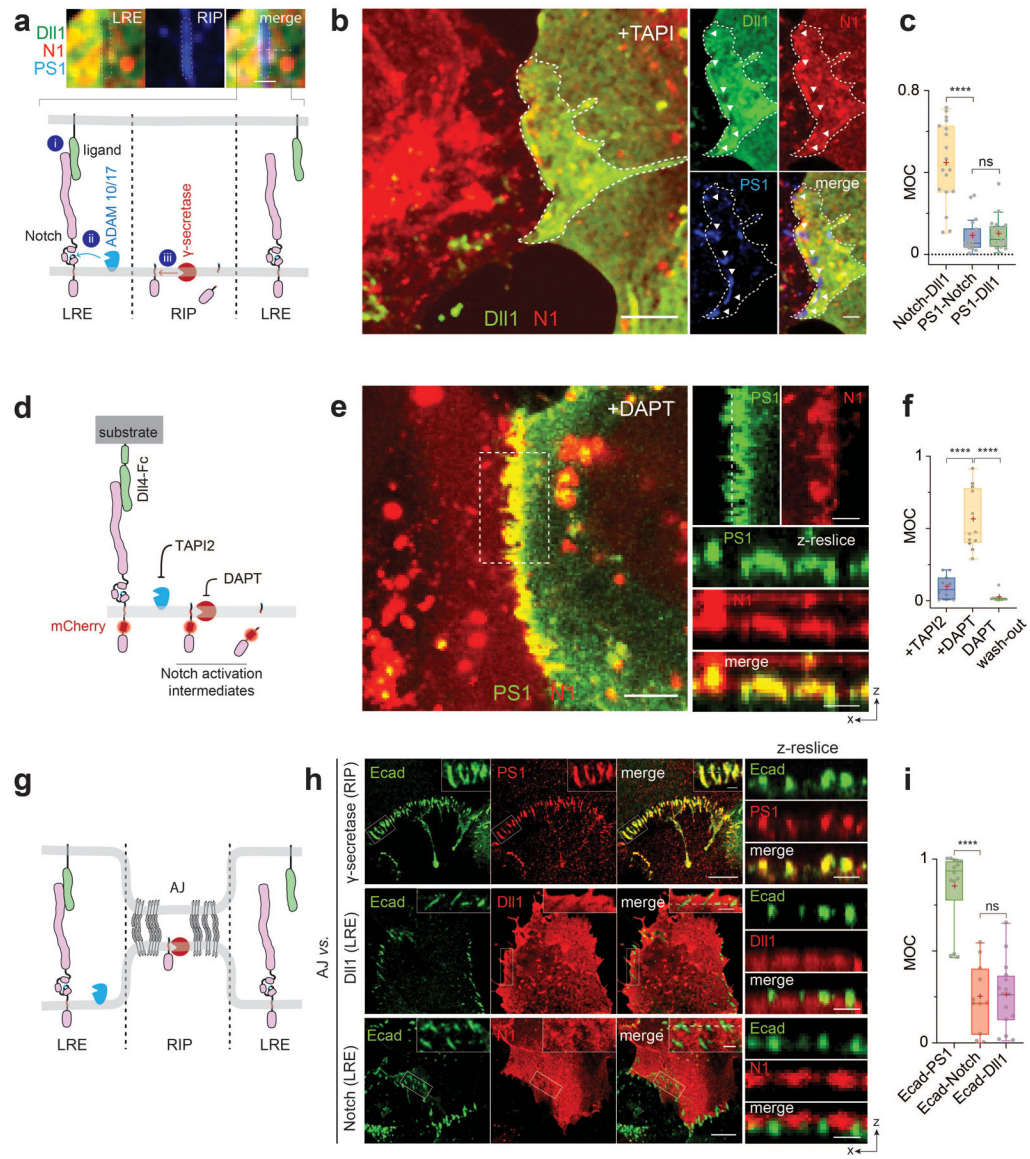 a
Dll1
N1
PS1
LRE
RIP
merge
i
ligand
ADAM 10/17
Notch
ii
γ-secretase
iii
LRE
RIP
LRE
b
+TAPI
Dll1 N1
Dll1
N1
PS1
merge
c
0.8
****
ns
MOC
0
Notch-Dll1
PS1-Notch
PS1-Dll1
d
substrate
Dll4-Fc
TAPI2
DAPT
mCherry
Notch activation
intermediates
e
+DAPT
PS1 N1
PS1
N1
PS1
z-reslice
N1
merge
z
x
f
1
**** ****
MOC
0
+TAPI2
+DAPT
DAPT
wash-out
g
AJ
LRE
RIP
LRE
h
z-reslice
AJ vs.
γ-secretase (RIP)
Ecad
PS1
merge
Ecad
PS1
merge
Dll1 (LRE)
Ecad
Dll1
merge
Ecad
Dll1
merge
Notch (LRE)
Ecad
N1
merge
Ecad
N1
merge
z
x
i
****
1
ns
MOC
0
Ecad-PS1
Ecad-Notch
Ecad-Dll1